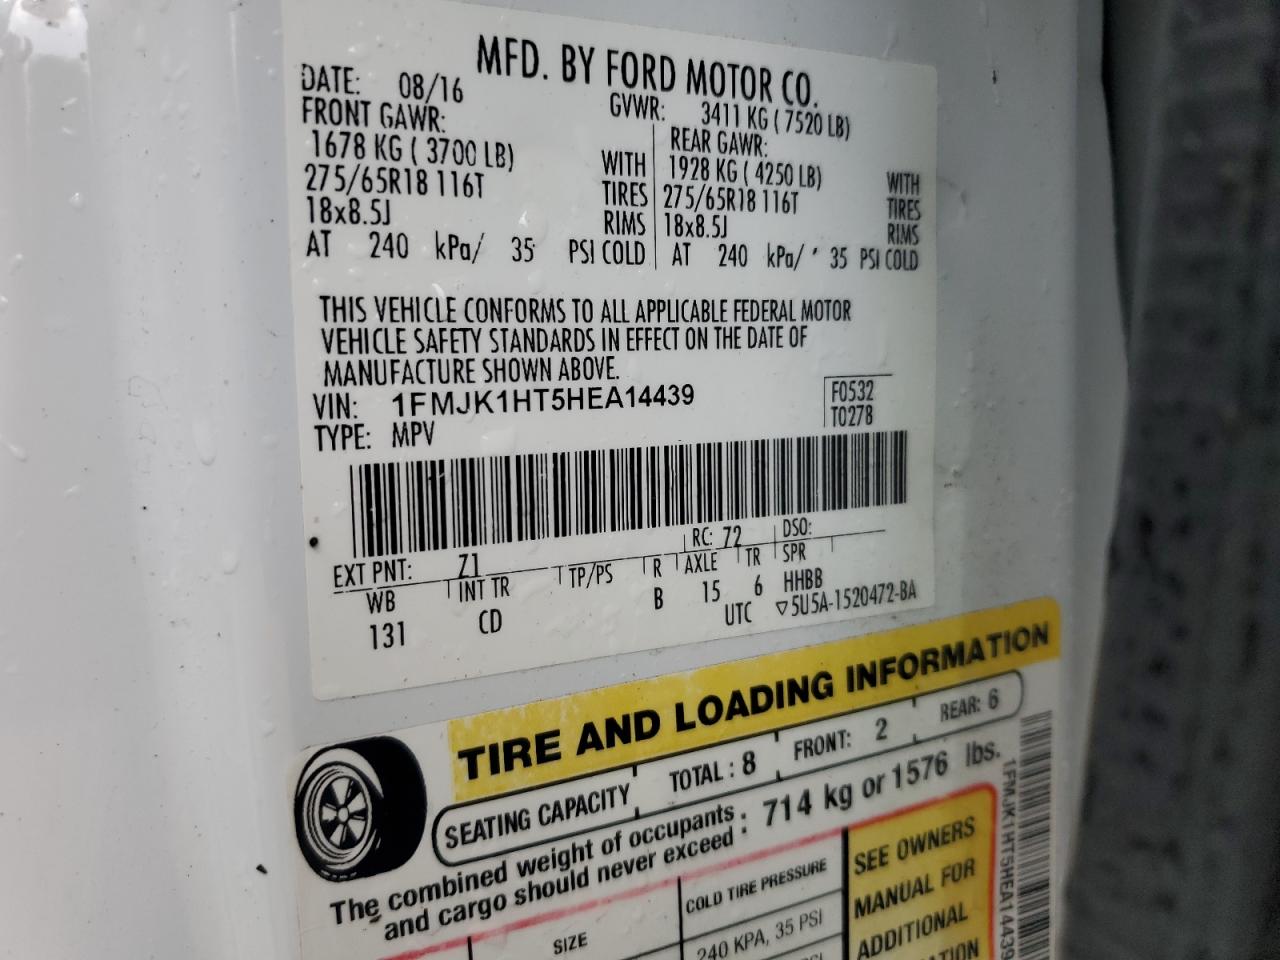 MFD. BY FORD MOTOR CO.
DATE: 08/16 GVWR: 3411 KG ( 7520 LB)
FRONT GAWR: REAR GAWR:
1678 KG ( 3700 LB) WITH 1928 KG ( 4250 LB) WITH
275/65R18 116T TIRES 275/65R18 116T TIRES
18x8.5J RIMS 18x8.5J RIMS
AT 240 kPa/ 35 PSI COLD AT 240 kPa/ 35 PSI COLD
THIS VEHICLE CONFORMS TO ALL APPLICABLE FEDERAL MOTOR
VEHICLE SAFETY STANDARDS IN EFFECT ON THE DATE OF
MANUFACTURE SHOWN ABOVE.
VIN: 1FMJK1HT5HEA14439 F0532
TYPE: MPV T0278
EXT PNT: Z1 RC: 72 DSO:
WB INT TR TP/PS R AXLE TR SPR
131 CD B 15 6 HHBB
UTC ▽5U5A-1520472-BA
TIRE AND LOADING INFORMATION
SEATING CAPACITY TOTAL : 8 FRONT: 2 REAR: 6
The combined weight of occupants
and cargo should never exceed : 714 kg or 1576 lbs.
SIZE
COLD TIRE PRESSURE
240 KPA, 35 PSI
SEE OWNERS
MANUAL FOR
ADDITIONAL
1FMJK1HT5HEA14439